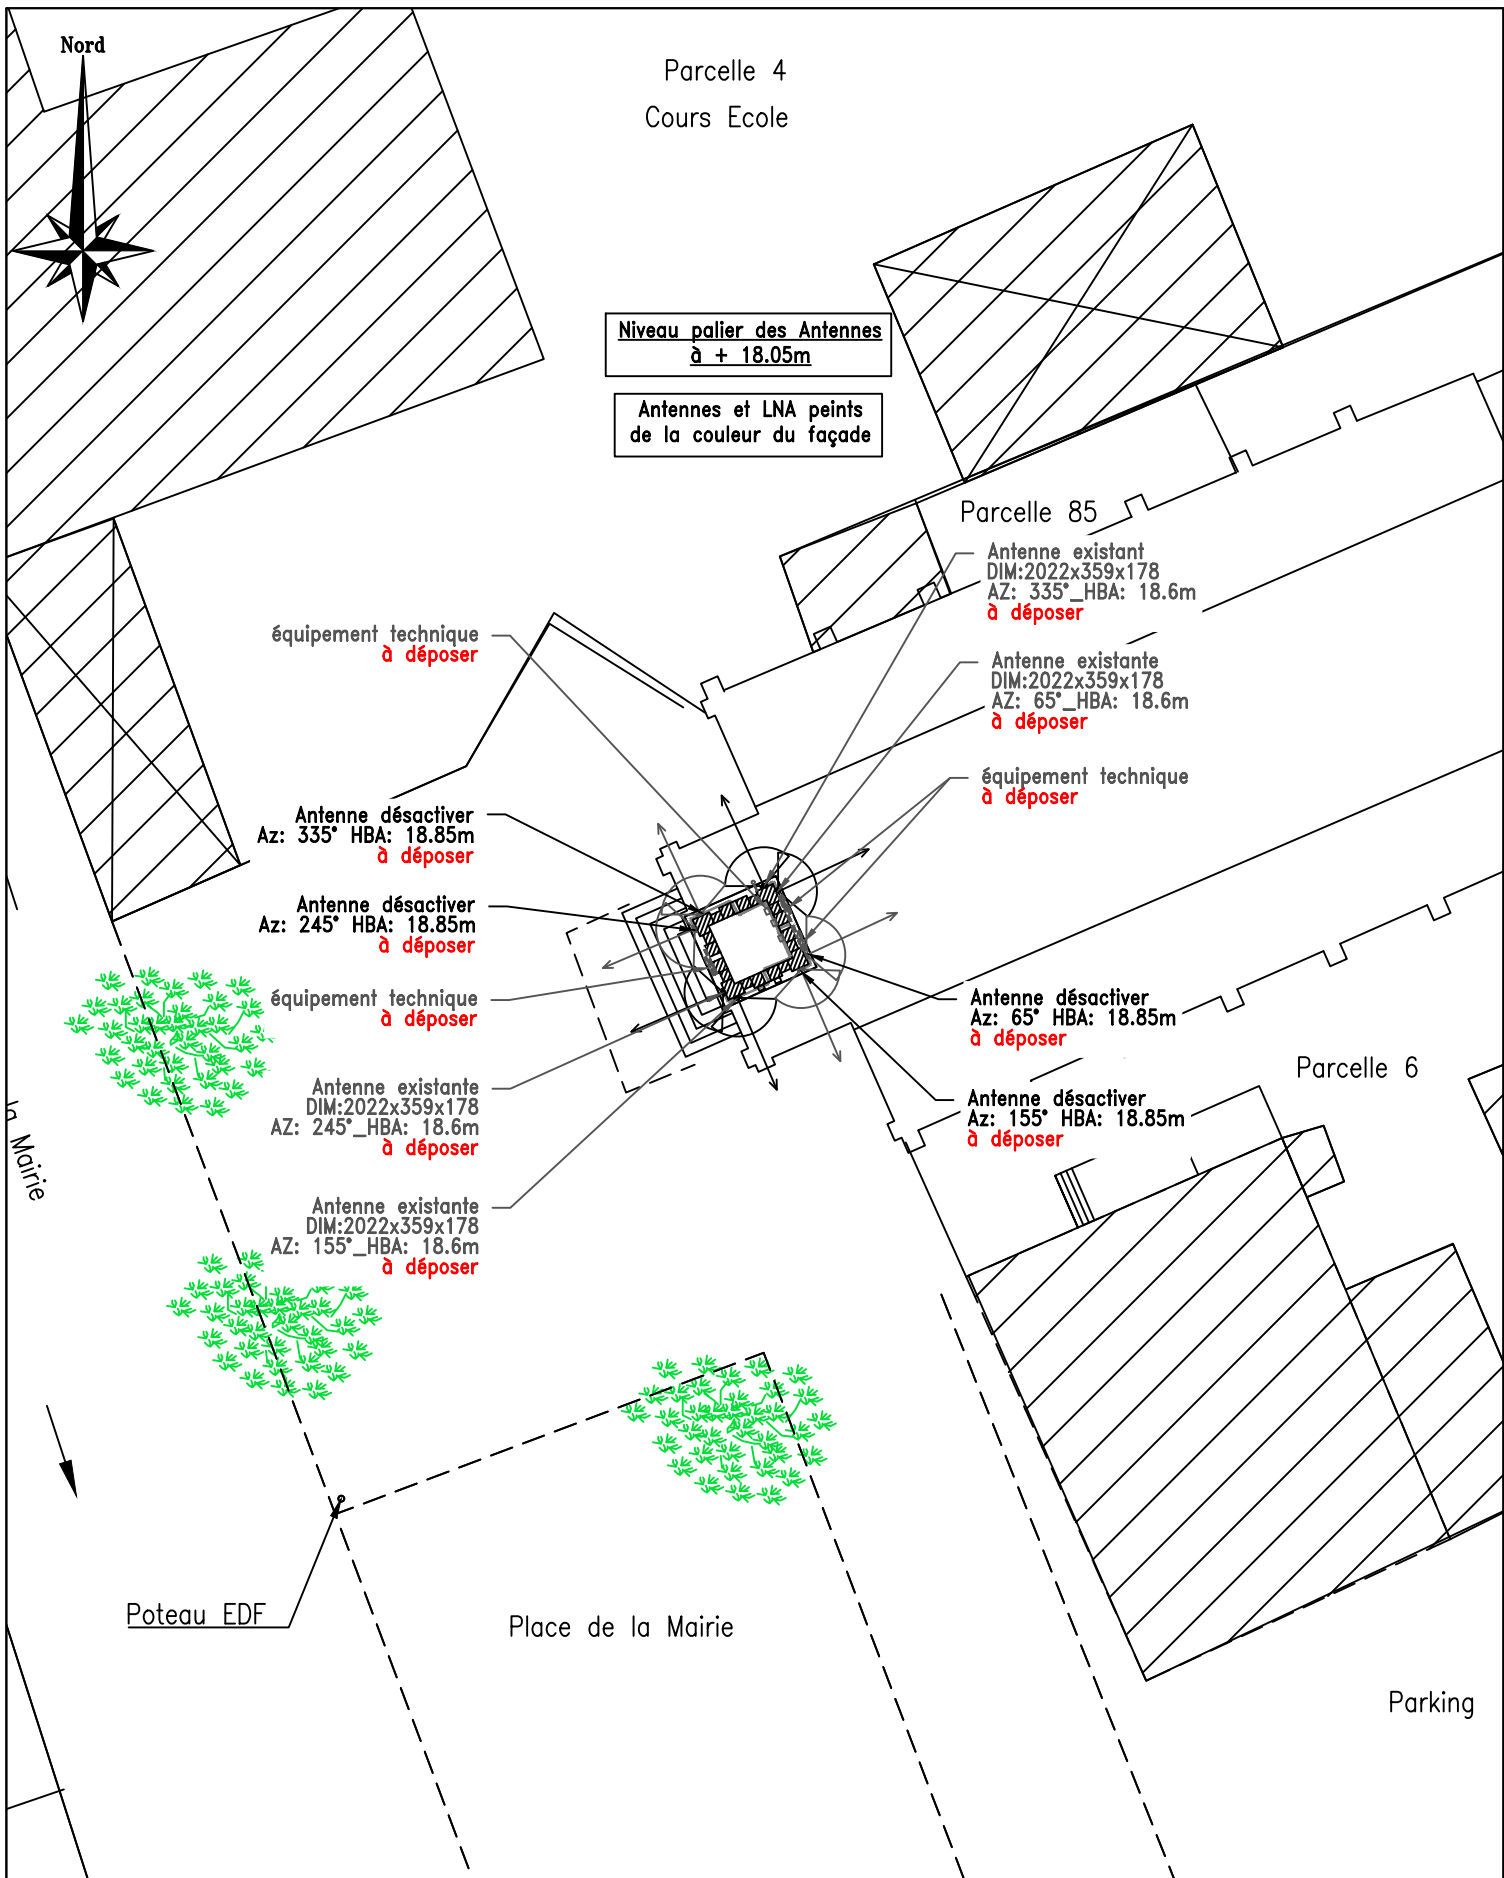 Nord
Parcelle 4
Cours Ecole
Niveau palier des Antennes
à + 18.05m
Antennes et LNA peints
de la couleur du façade
Parcelle 85
Antenne existant
DIM:2022x359x178
AZ: 335°_HBA: 18.6m
à déposer
équipement technique
à déposer
Antenne existante
DIM:2022x359x178
AZ: 65°_HBA: 18.6m
à déposer
équipement technique
à déposer
Antenne désactiver
Az: 335° HBA: 18.85m
à déposer
Antenne désactiver
Az: 245° HBA: 18.85m
à déposer
équipement technique
à déposer
Antenne désactiver
Az: 65° HBA: 18.85m
à déposer
Parcelle 6
Antenne existante
DIM:2022x359x178
AZ: 245°_HBA: 18.6m
à déposer
Antenne désactiver
Az: 155° HBA: 18.85m
à déposer
la Mairie
Antenne existante
DIM:2022x359x178
AZ: 155°_HBA: 18.6m
à déposer
Poteau EDF
Place de la Mairie
Parking